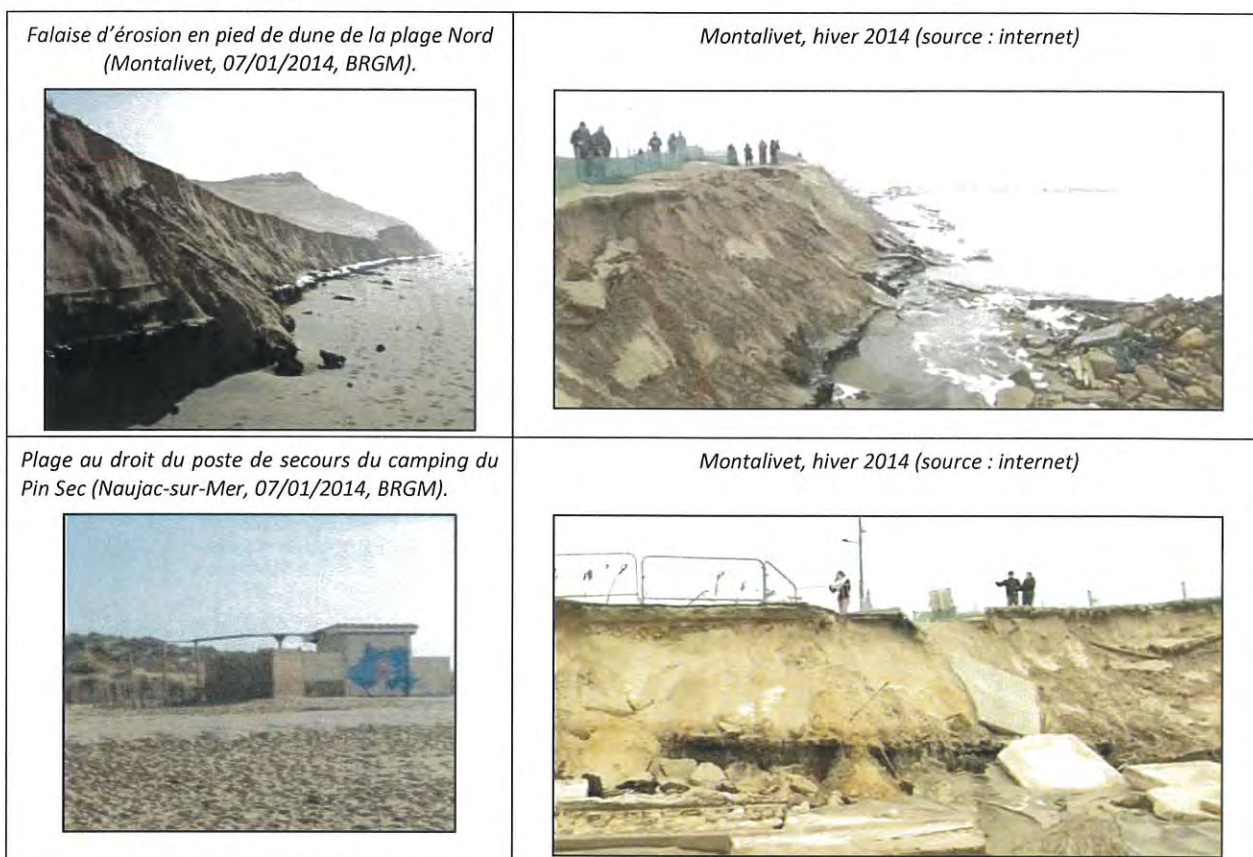 Falaise d'érosion en pied de dune de la plage Nord
(Montalivet, 07/01/2014, BRGM).
Montalivet, hiver 2014 (source : internet)
Plage au droit du poste de secours du camping du
Pin Sec (Naujac-sur-Mer, 07/01/2014, BRGM).
Montalivet, hiver 2014 (source : internet)